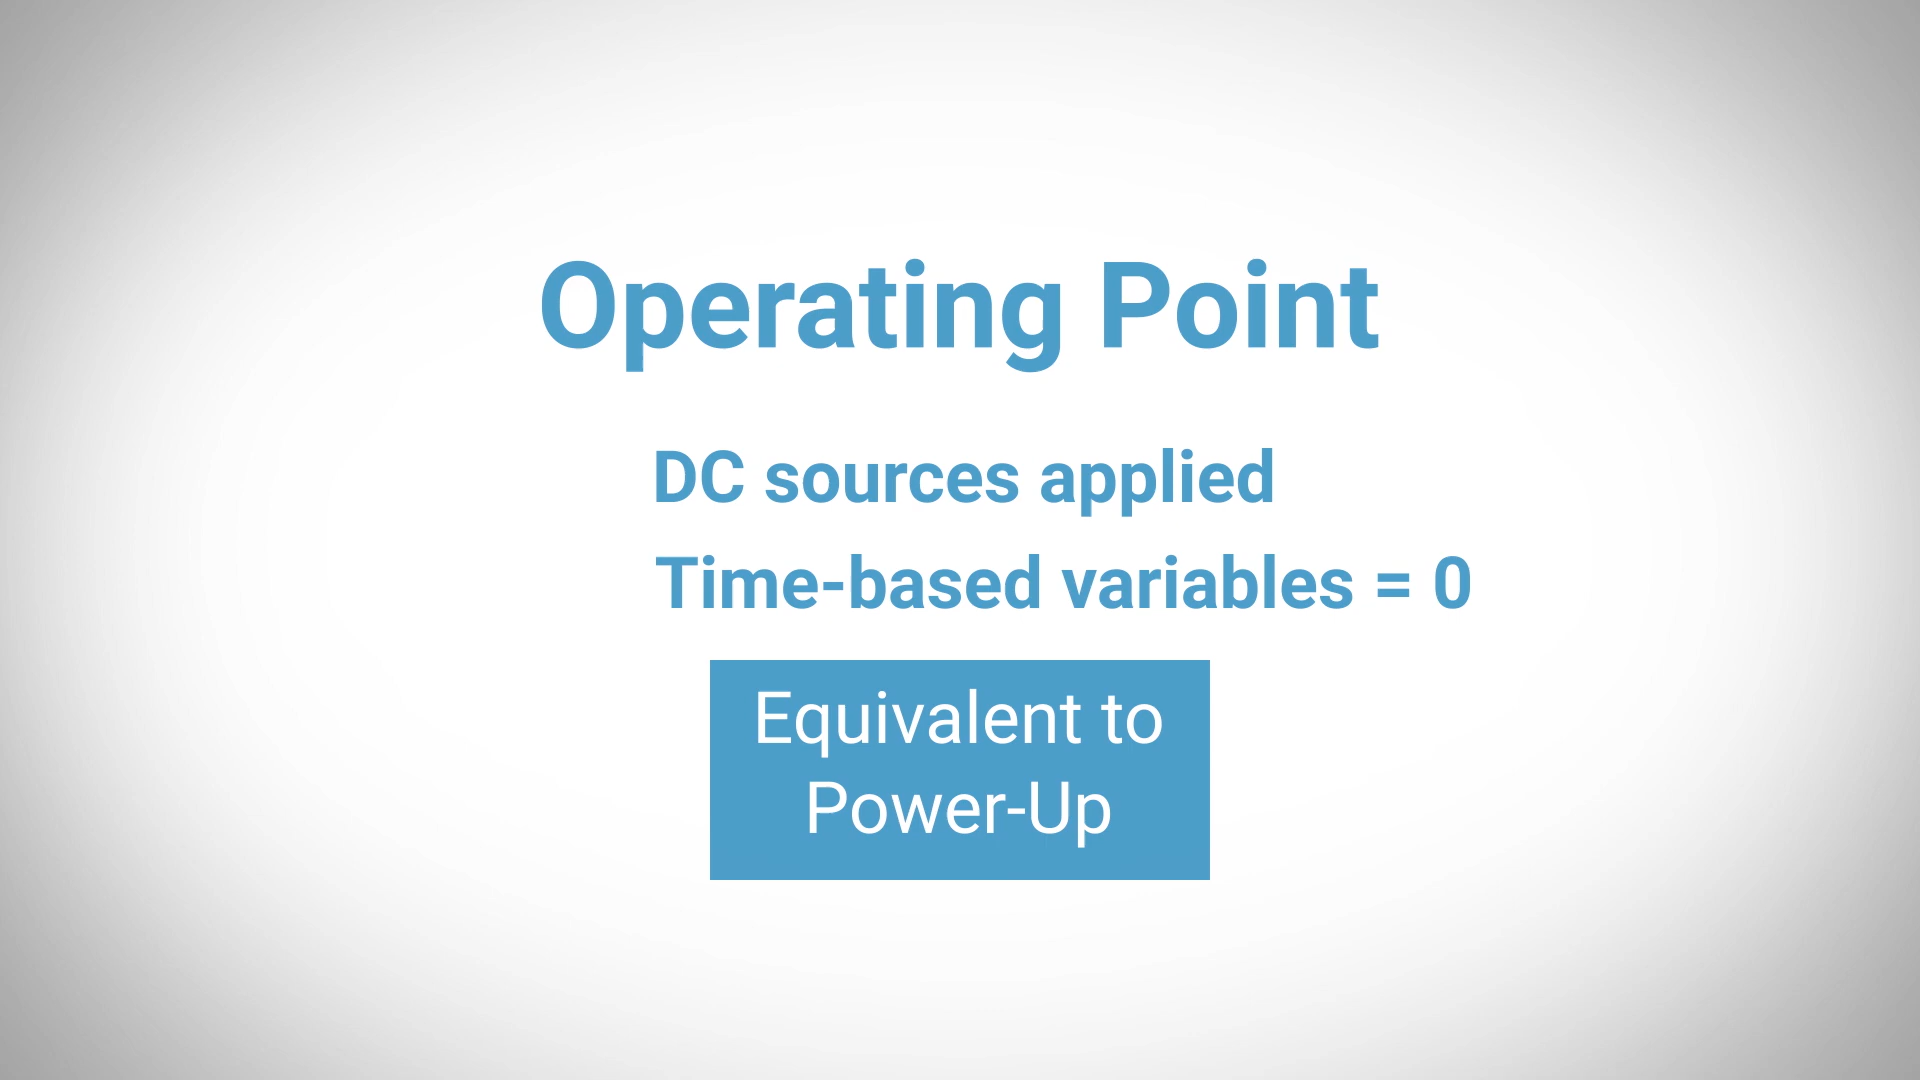 Operating Point
DC sources applied
Time-based variables = 0
Equivalent to
Power-Up